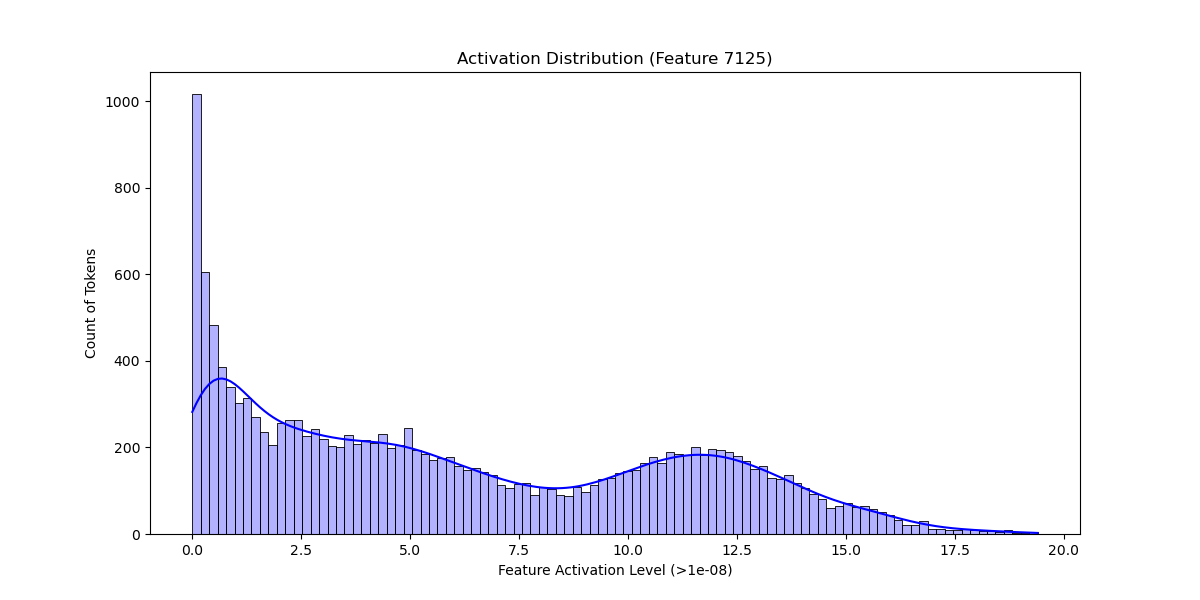 Activation Distribution (Feature 7125)
1000
800
600
400
200
0
Count of Tokens
0.0 2.5 5.0 7.5 10.0 12.5 15.0 17.5 20.0
Feature Activation Level (>1e-08)